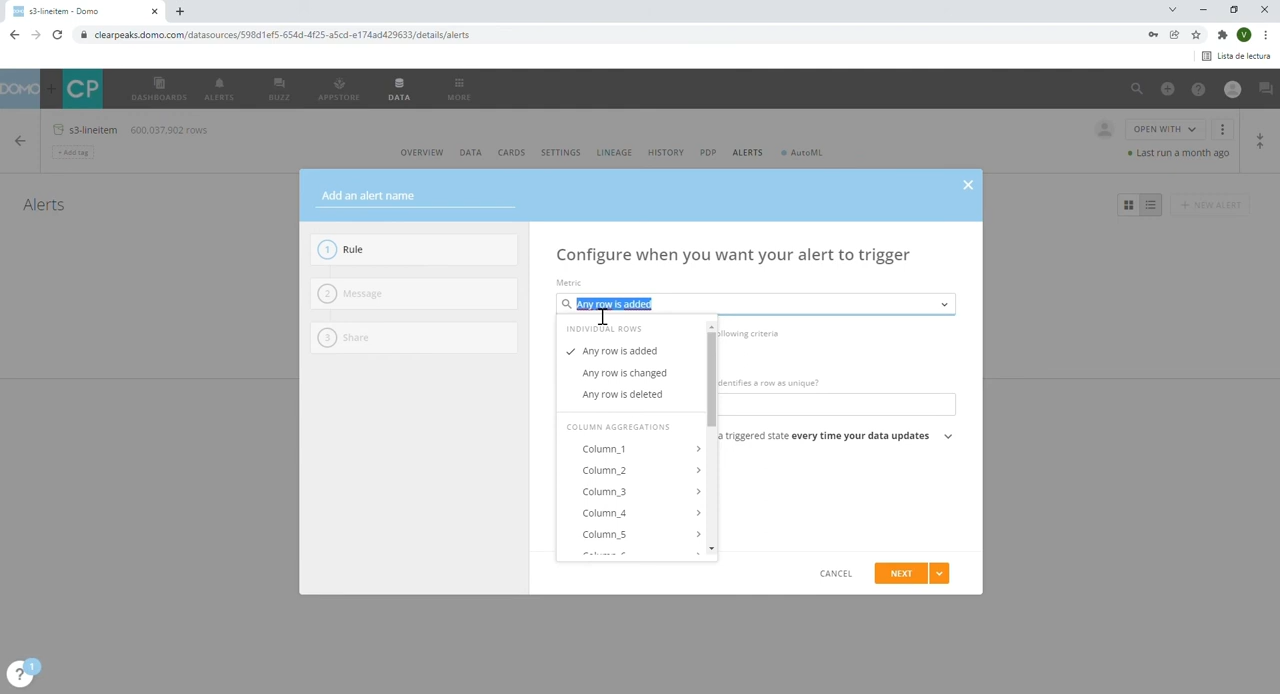 s3-lineitem - Domo
clearpeaks.domo.com/datasources/598d1ef5-654d-4f25-a5cd-e174ad429633/details/alerts
Lista de lectura
DOMO
CP
DASHBOARDS
ALERTS
BUZZ
APPSTORE
DATA
MORE
s3-lineitem 600,037,902 rows
OPEN WITH
+ Add tag
OVERVIEW
DATA
CARDS
SETTINGS
LINEAGE
HISTORY
PDP
ALERTS
AutoML
Last run a month ago
Add an alert name
Alerts
+ NEW ALERT
1 Rule
2 Message
3 Share
Configure when you want your alert to trigger
Metric
Any row is added
INDIVIDUAL ROWS
ollowing criteria
Any row is added
Any row is changed
dentifies a row as unique?
Any row is deleted
COLUMN AGGREGATIONS
a triggered state every time your data updates
Column_1
Column_2
Column_3
Column_4
Column_5
CANCEL
NEXT
? 1